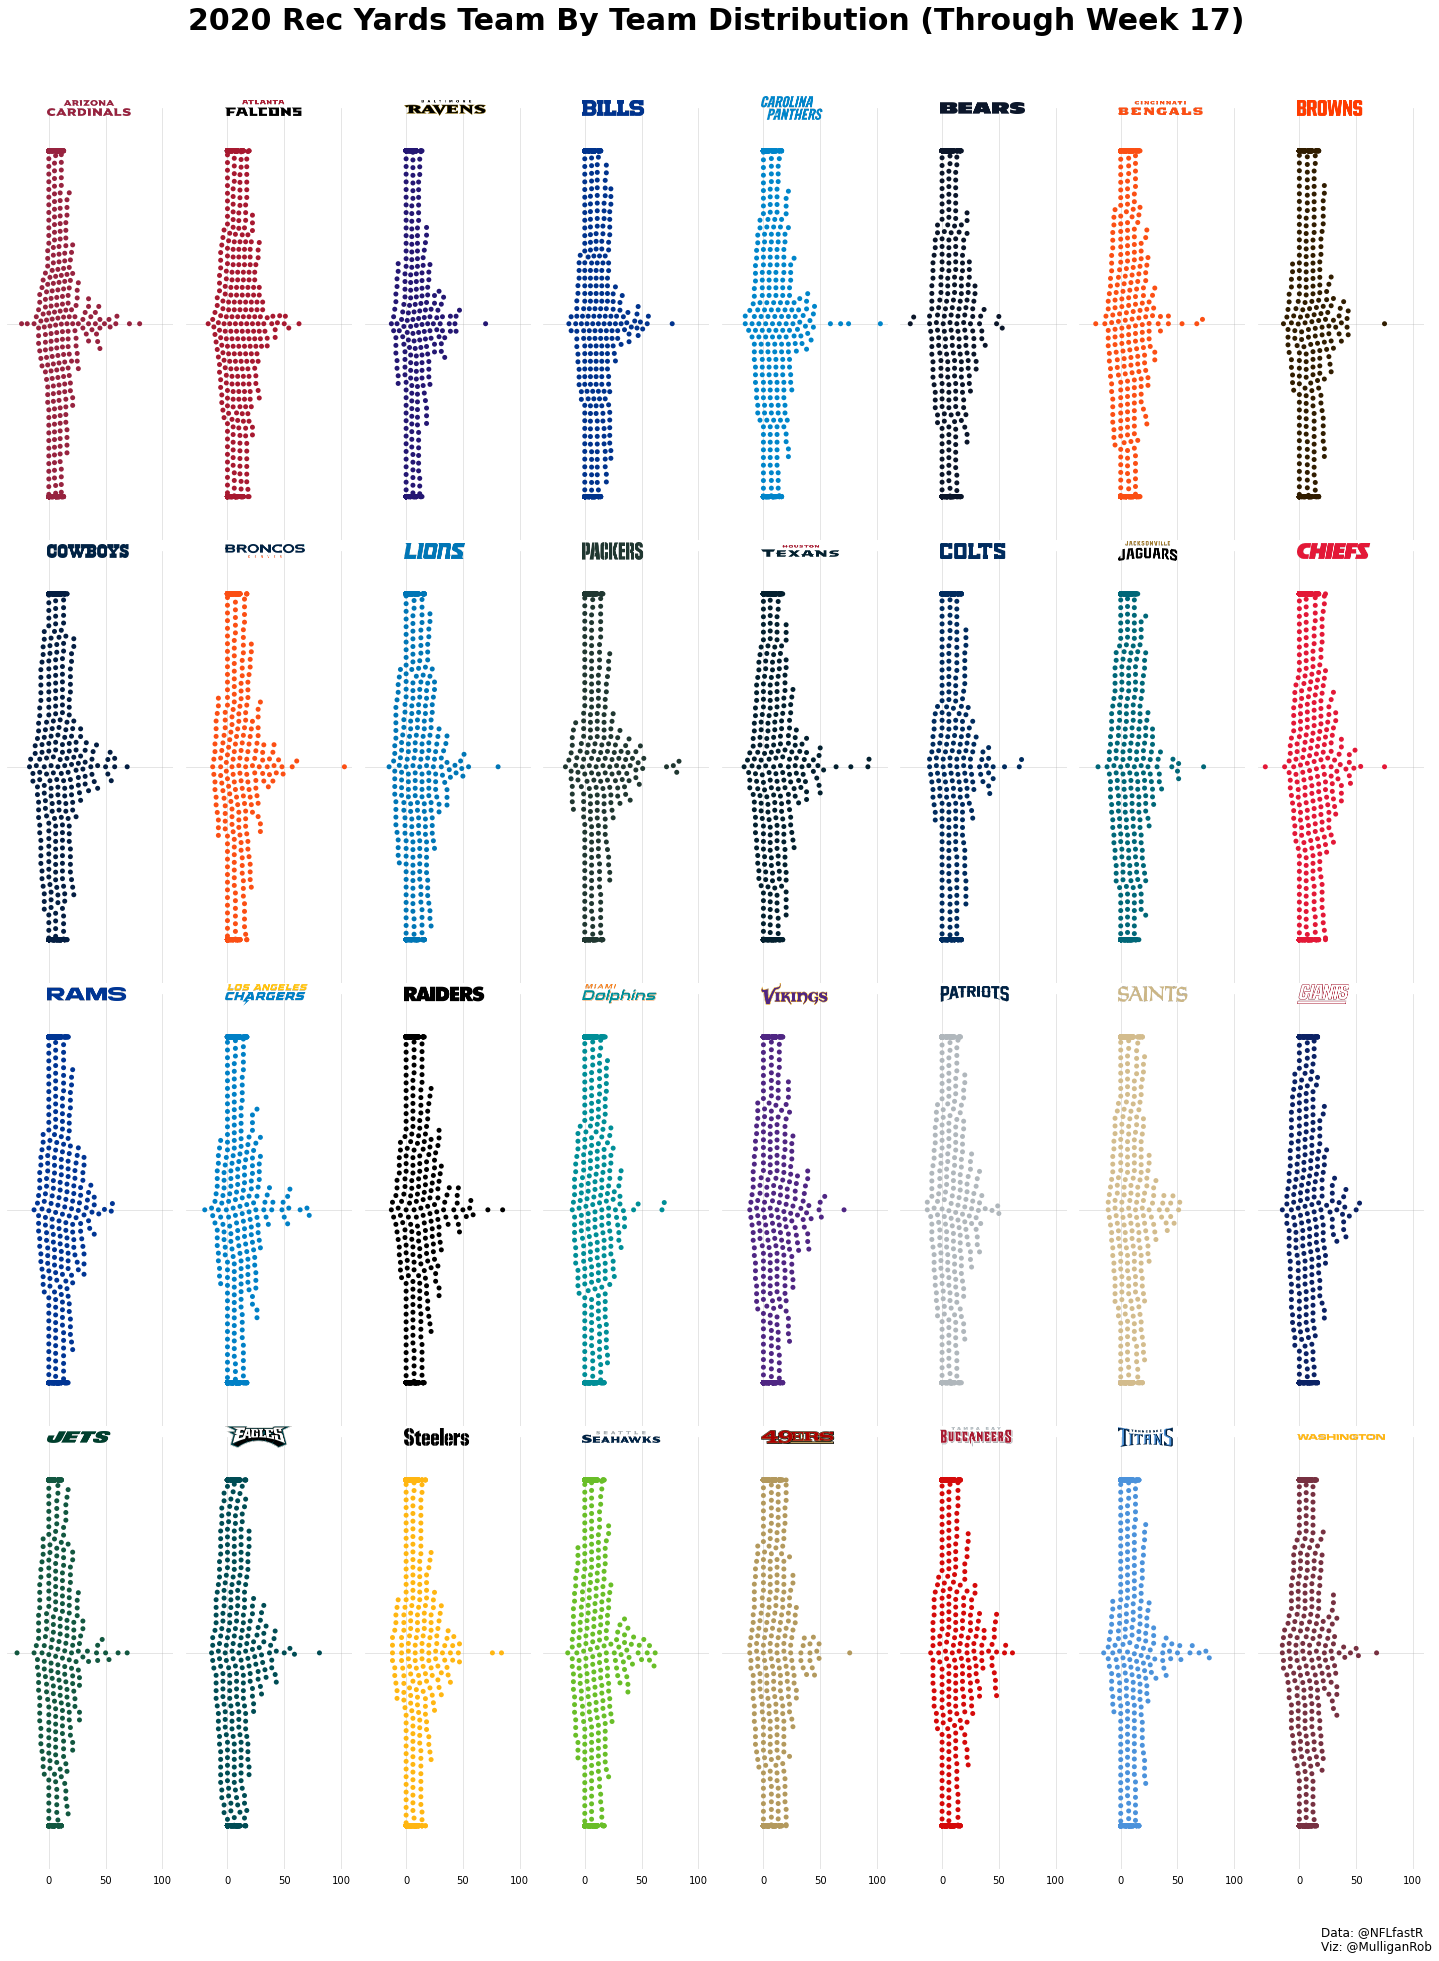 2020 Rec Yards Team By Team Distribution (Through Week 17)
ARIZONA
CARDINALS
ATLANTA
FALCONS
BALTIMORE
RAVENS
BILLS
CAROLINA
PANTHERS
BEARS
CINCINNATI
BENGALS
BROWNS
COWBOYS
BRONCOS
DENVER
LIONS
PACKERS
HOUSTON
TEXANS
COLTS
JACKSONVILLE
JAGUARS
CHIEFS
RAMS
LOS ANGELES
CHARGERS
RAIDERS
MIAMI
Dolphins
VIKINGS
PATRIOTS
SAINTS
GIANTS
JETS
EAGLES
Steelers
SEATTLE
SEAHAWKS
49ERS
TAMPA BAY
BUCCANEERS
TENNESSEE
TITANS
WASHINGTON
0 50 100 0 50 100 0 50 100 0 50 100 0 50 100 0 50 100 0 50 100 0 50 100
Data: @NFLfastR
Viz: @MulliganRob